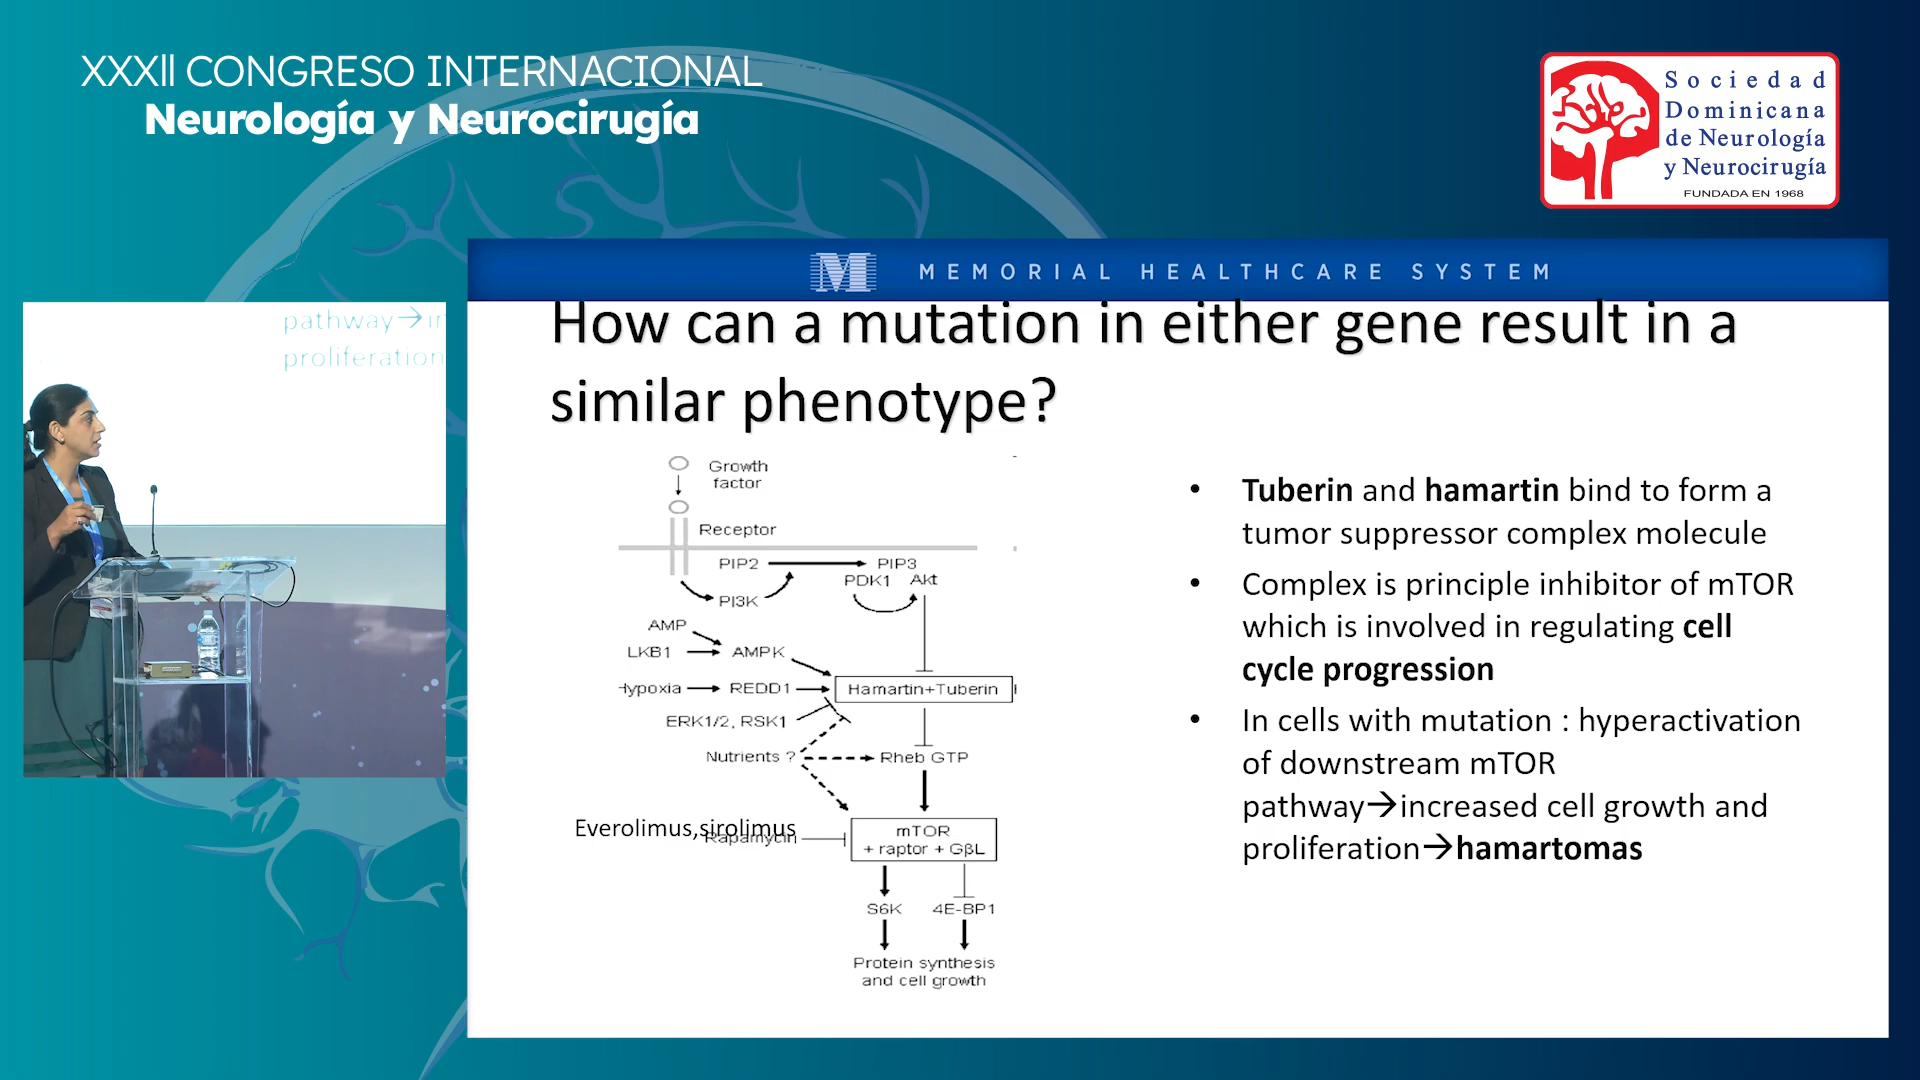 XXXII CONGRESO INTERNACIONAL
Neurología y Neurocirugía
Sociedad
Dominicana
de Neurología
y Neurocirugía
FUNDADA EN 1968
M MEMORIAL HEALTHCARE SYSTEM
pathway→
proliferation
How can a mutation in either gene result in a
similar phenotype?
Growth
factor
Receptor
PIP2
PIP3
PDK1 Akt
PI3K
AMP
LKB1
AMPK
Hypoxia
REDD1
Hamartin+Tuberin
ERK1/2, RSK1
Nutrients ?
Rheb GTP
Everolimus,sirolimus
Rapamycin
mTOR
+ raptor + GβL
S6K
4E-BP1
Protein synthesis
and cell growth
• Tuberin and hamartin bind to form a
tumor suppressor complex molecule
• Complex is principle inhibitor of mTOR
which is involved in regulating cell
cycle progression
• In cells with mutation : hyperactivation
of downstream mTOR
pathway→increased cell growth and
proliferation→hamartomas